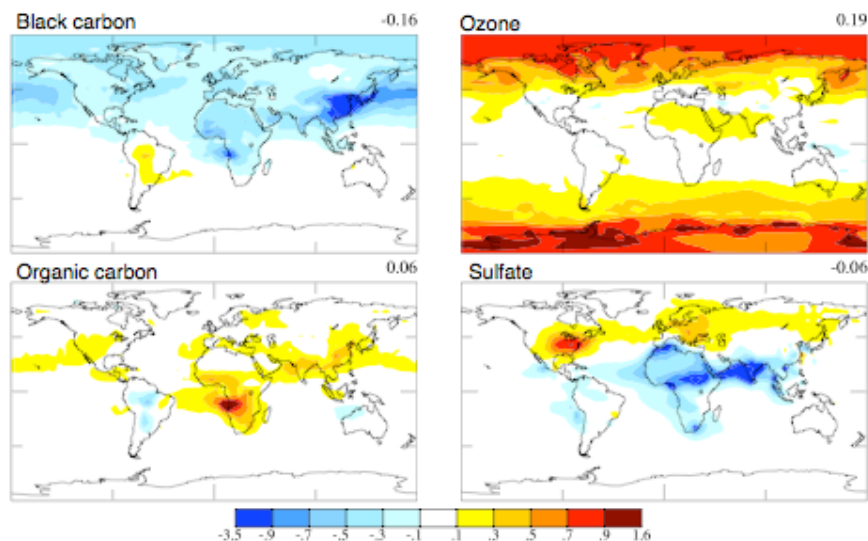 Black carbon -0.16
Ozone 0.19
Organic carbon 0.06
Sulfate -0.06
-3.5 -.9 -.7 -.5 -.3 -.1 .1 .3 .5 .7 .9 1.6